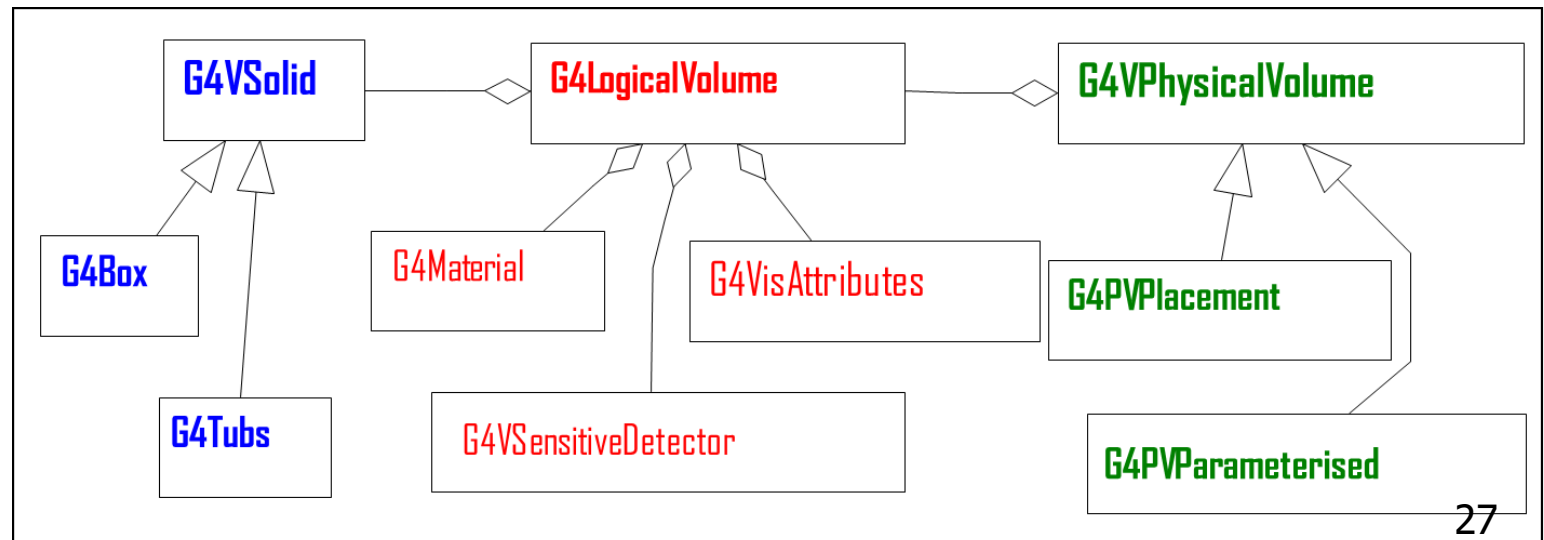 G4VSolid
G4LogicalVolume
G4VPhysicalVolume
G4Box
G4Material
G4VisAttributes
G4PVPlacement
G4Tubs
G4VSensitiveDetector
G4PVParameterised
27